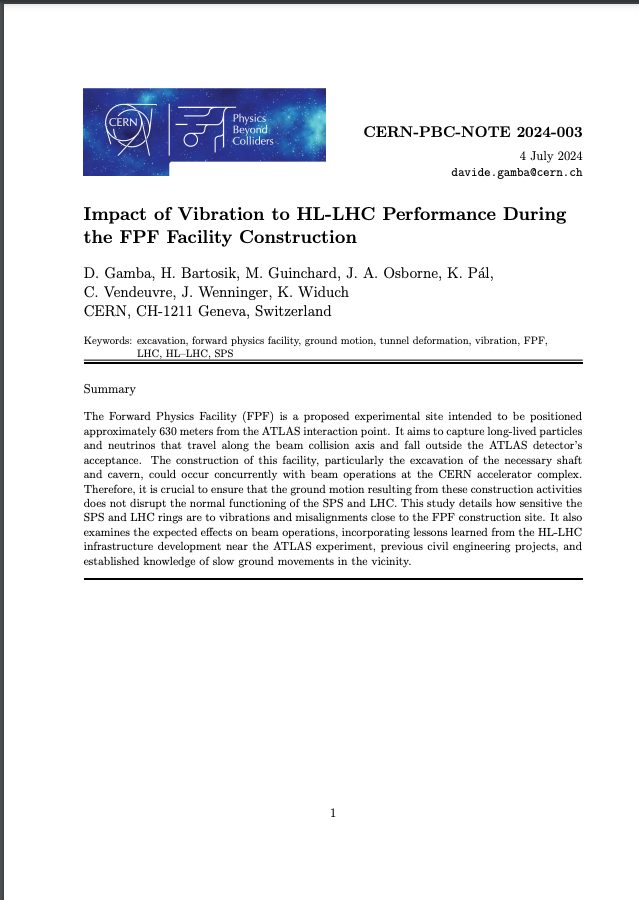 CERN
Physics
Beyond
Colliders
CERN-PBC-NOTE 2024-003
4 July 2024
davide.gamba@cern.ch
Impact of Vibration to HL-LHC Performance During
the FPF Facility Construction
D. Gamba, H. Bartosik, M. Guinchard, J. A. Osborne, K. Pál,
C. Vendeuvre, J. Wenninger, K. Widuch
CERN, CH-1211 Geneva, Switzerland
Keywords: excavation, forward physics facility, ground motion, tunnel deformation, vibration, FPF,
LHC, HL–LHC, SPS
Summary
The Forward Physics Facility (FPF) is a proposed experimental site intended to be positioned
approximately 630 meters from the ATLAS interaction point. It aims to capture long-lived particles
and neutrinos that travel along the beam collision axis and fall outside the ATLAS detector's
acceptance. The construction of this facility, particularly the excavation of the necessary shaft
and cavern, could occur concurrently with beam operations at the CERN accelerator complex.
Therefore, it is crucial to ensure that the ground motion resulting from these construction activities
does not disrupt the normal functioning of the SPS and LHC. This study details how sensitive the
SPS and LHC rings are to vibrations and misalignments close to the FPF construction site. It also
examines the expected effects on beam operations, incorporating lessons learned from the HL-LHC
infrastructure development near the ATLAS experiment, previous civil engineering projects, and
established knowledge of slow ground movements in the vicinity.
1